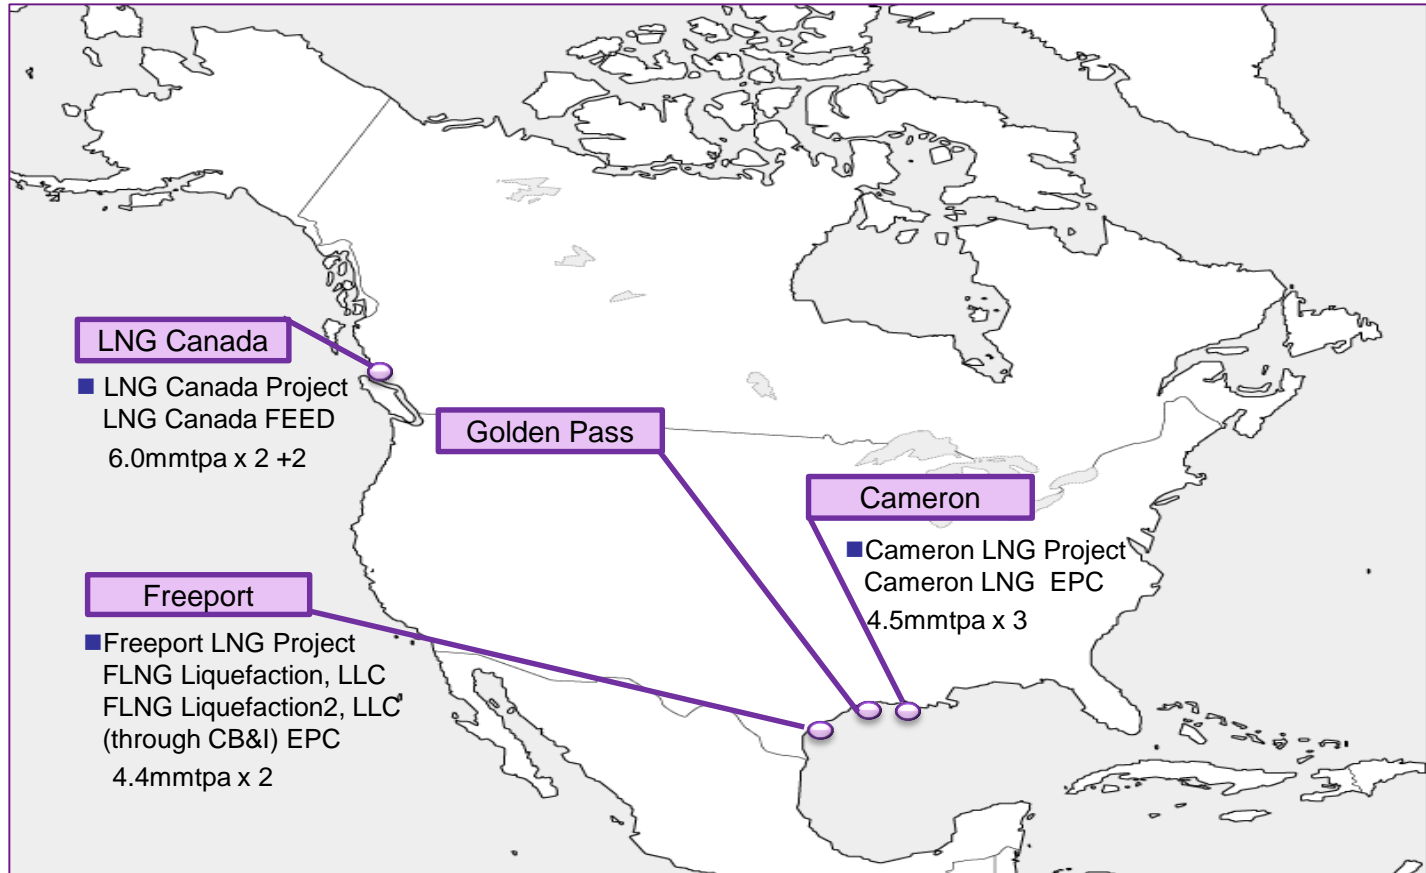 LNG Canada
■ LNG Canada Project
LNG Canada FEED
6.0mmtpa x 2 +2
Golden Pass
Cameron
■Cameron LNG Project
Cameron LNG EPC
4.5mmtpa x 3
Freeport
■Freeport LNG Project
FLNG Liquefaction, LLC
FLNG Liquefaction2, LLC
(through CB&I) EPC
4.4mmtpa x 2